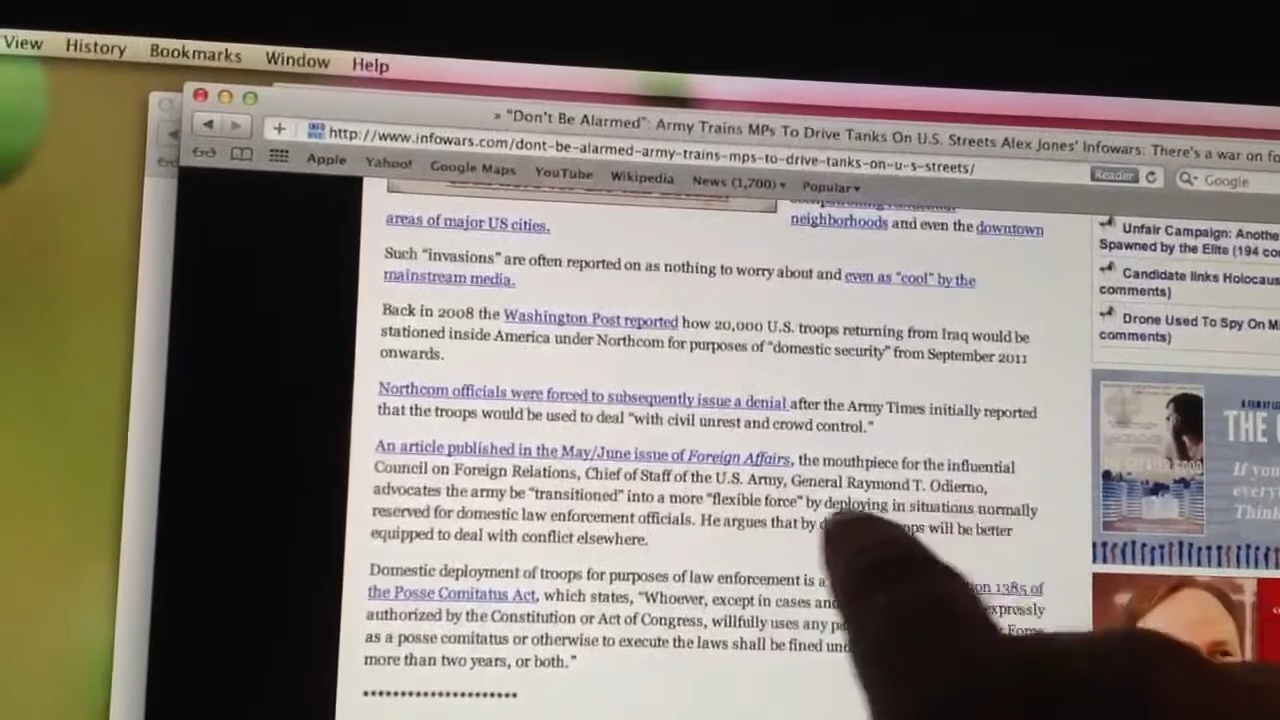 View History Bookmarks Window Help
» "Don't Be Alarmed": Army Trains MPs To Drive Tanks On U.S. Streets Alex Jones' Infowars: There's a war on fo
http://www.infowars.com/dont-be-alarmed-army-trains-mps-to-drive-tanks-on-u-s-streets/
Reader
Google
Apple Yahoo! Google Maps YouTube Wikipedia News (1,700) Popular
areas of major US cities.
neighborhoods and even the downtown
Such "invasions" are often reported on as nothing to worry about and even as "cool" by the
mainstream media.
Back in 2008 the Washington Post reported how 20,000 U.S. troops returning from Iraq would be
stationed inside America under Northcom for purposes of "domestic security" from September 2011
onwards.
Northcom officials were forced to subsequently issue a denial after the Army Times initially reported
that the troops would be used to deal "with civil unrest and crowd control."
An article published in the May/June issue of Foreign Affairs, the mouthpiece for the influential
Council on Foreign Relations, Chief of Staff of the U.S. Army, General Raymond T. Odierno,
advocates the army be "transitioned" into a more "flexible force" by deploying in situations normally
reserved for domestic law enforcement officials. He argues that by ops will be better
equipped to deal with conflict elsewhere.
Domestic deployment of troops for purposes of law enforcement is a on 1385 of
the Posse Comitatus Act, which states, "Whoever, except in cases and expressly
authorized by the Constitution or Act of Congress, willfully uses any
as a posse comitatus or otherwise to execute the laws shall be fined
more than two years, or both."
********************
Unfair Campaign: Anothe
Spawned by the Elite (194 co
Candidate links Holocaus
comments)
Drone Used To Spy On M
comments)
THE
If you
every
Think